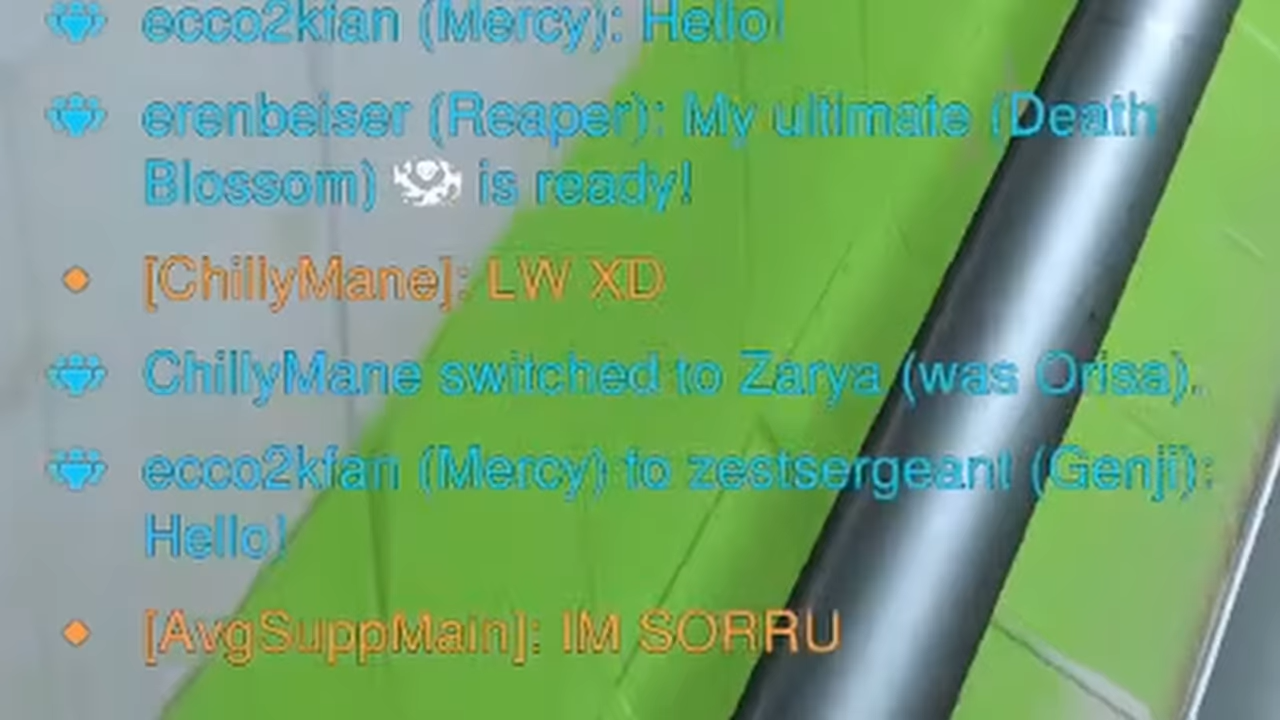 ecco2kfan (Mercy): Hello!
erenbeiser (Reaper): My ultimate (Death
Blossom) is ready!
[ChillyMane]: LW XD
ChillyMane switched to Zarya (was Orisa).
ecco2kfan (Mercy) to zestsergeant (Genji):
Hello!
[AvgSuppMain]: IM SORRU